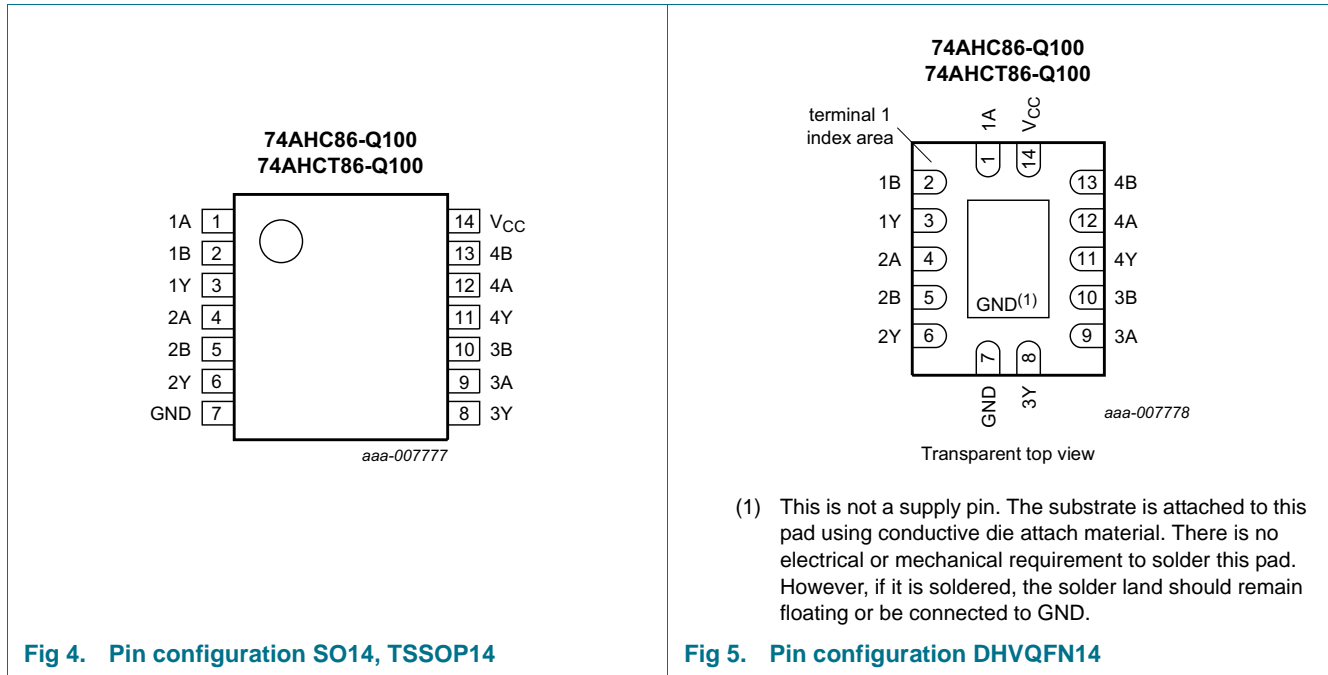 74AHC86-Q100
74AHCT86-Q100
1A 1
1B 2
1Y 3
2A 4
2B 5
2Y 6
GND 7
14 VCC
13 4B
12 4A
11 4Y
10 3B
9 3A
8 3Y
aaa-007777
Fig 4. Pin configuration SO14, TSSOP14
74AHC86-Q100
74AHCT86-Q100
terminal 1
index area
1A
VCC
1
14
1B 2
1Y 3
2A 4
2B 5
2Y 6
13 4B
12 4A
11 4Y
10 3B
9 3A
GND(1)
7
8
GND
3Y
aaa-007778
Transparent top view
(1) This is not a supply pin. The substrate is attached to this
pad using conductive die attach material. There is no
electrical or mechanical requirement to solder this pad.
However, if it is soldered, the solder land should remain
floating or be connected to GND.
Fig 5. Pin configuration DHVQFN14